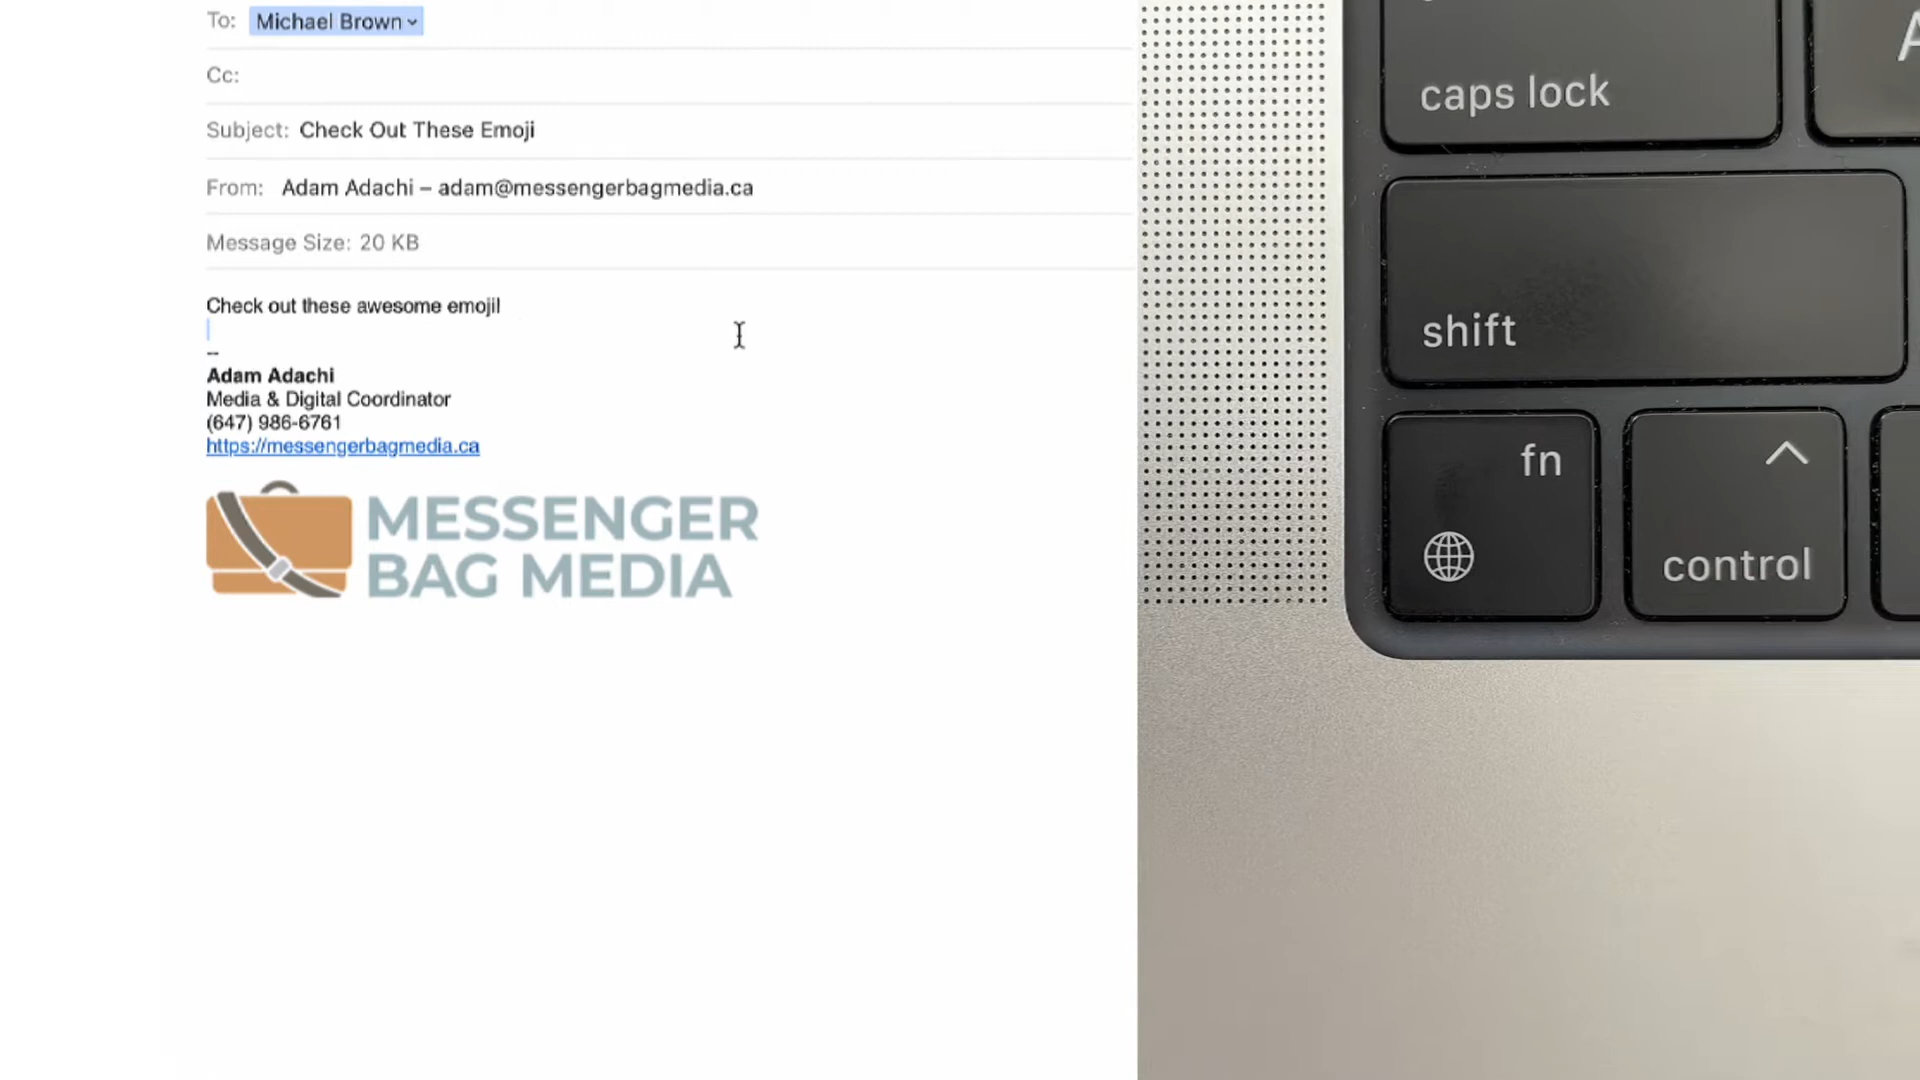 To: Michael Brown
Cc:
Subject: Check Out These Emoji
From: Adam Adachi – adam@messengerbagmedia.ca
Message Size: 20 KB
Check out these awesome emoji!
--
Adam Adachi
Media & Digital Coordinator
(647) 986-6761
https://messengerbagmedia.ca
MESSENGER
BAG MEDIA
caps lock
A
shift
fn
control